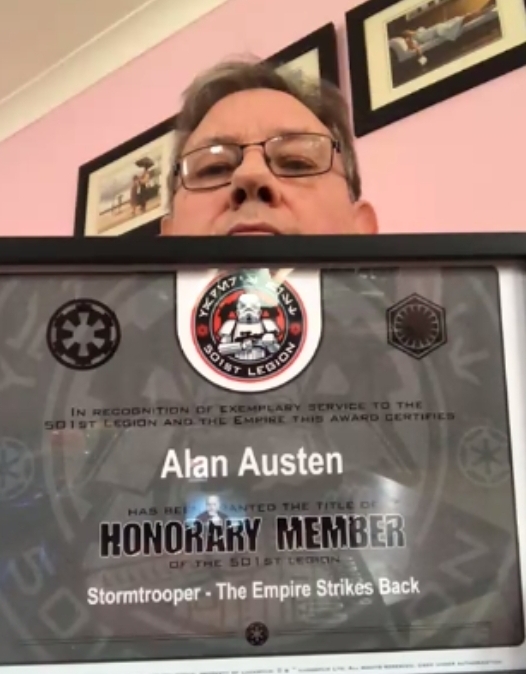 501ST LEGION
IN RECOGNITION OF EXEMPLARY SERVICE TO THE
501ST LEGION AND THE EMPIRE THIS AWARD CERTIFIES
Alan Austen
HAS BEEN GRANTED THE TITLE OF
HONORARY MEMBER
OF THE 501ST LEGION
Stormtrooper - The Empire Strikes Back